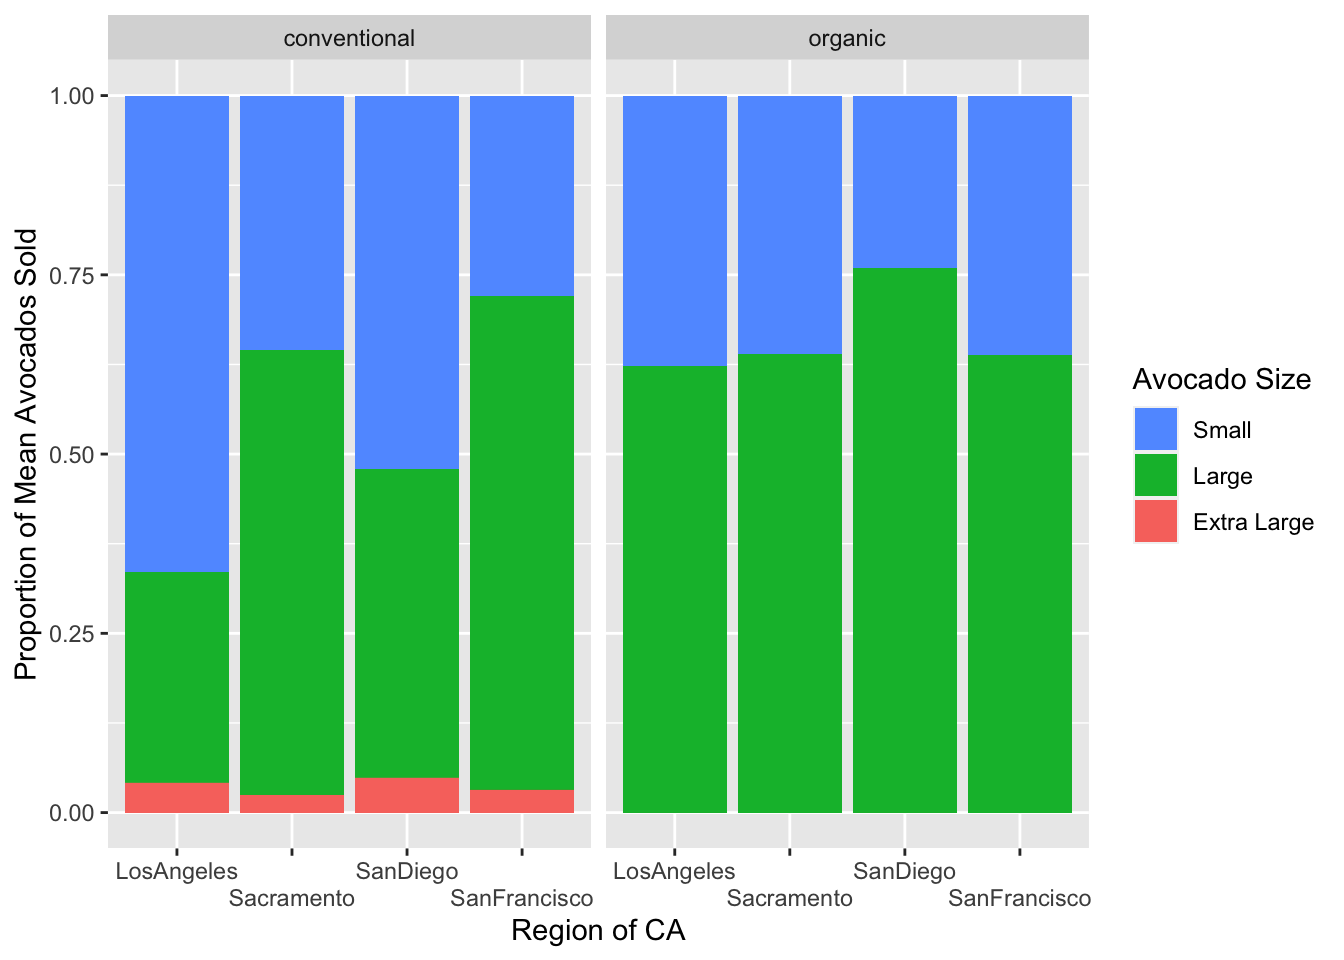 conventional
organic
Proportion of Mean Avocados Sold
1.00
0.75
0.50
0.25
0.00
LosAngeles
Sacramento
SanDiego
SanFrancisco
LosAngeles
Sacramento
SanDiego
SanFrancisco
Region of CA
Avocado Size
Small
Large
Extra Large